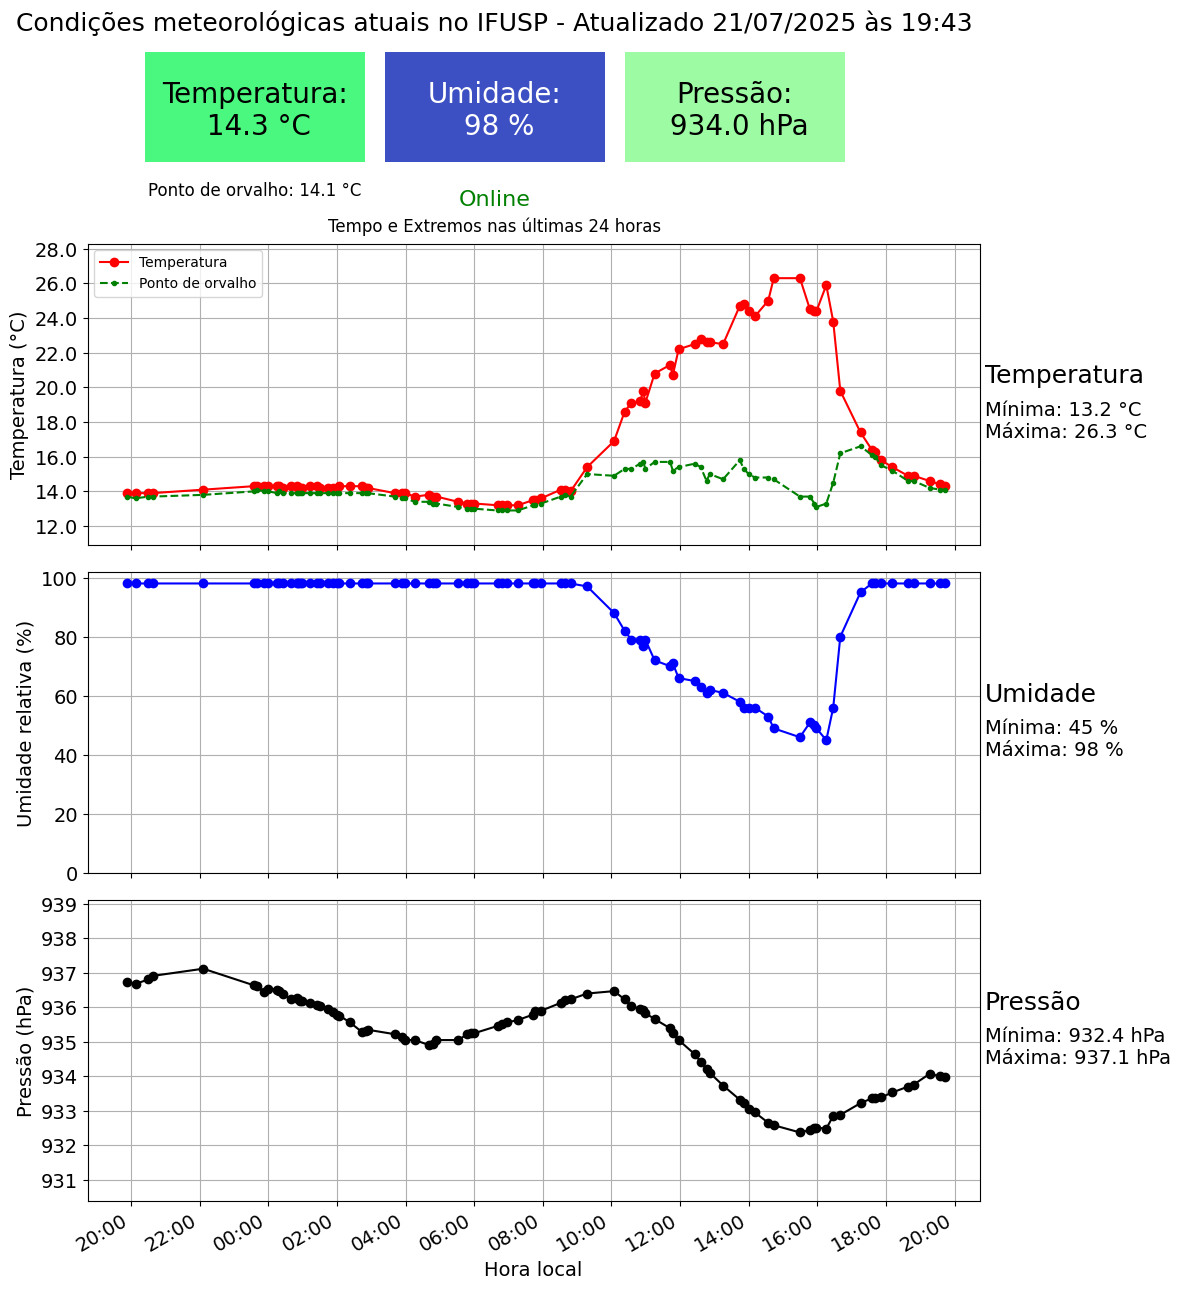 Condições meteorológicas atuais no IFUSP - Atualizado 21/07/2025 às 19:43
Temperatura:
14.3 °C
Umidade:
98 %
Pressão:
934.0 hPa
Ponto de orvalho: 14.1 °C
Online
Tempo e Extremos nas últimas 24 horas
Temperatura (°C)
28.0
26.0
24.0
22.0
20.0
18.0
16.0
14.0
12.0
Temperatura
Ponto de orvalho
Temperatura
Mínima: 13.2 °C
Máxima: 26.3 °C
Umidade relativa (%)
100
80
60
40
20
0
Umidade
Mínima: 45 %
Máxima: 98 %
Pressão (hPa)
939
938
937
936
935
934
933
932
931
Pressão
Mínima: 932.4 hPa
Máxima: 937.1 hPa
20:00 22:00 00:00 02:00 04:00 06:00 08:00 10:00 12:00 14:00 16:00 18:00 20:00
Hora local